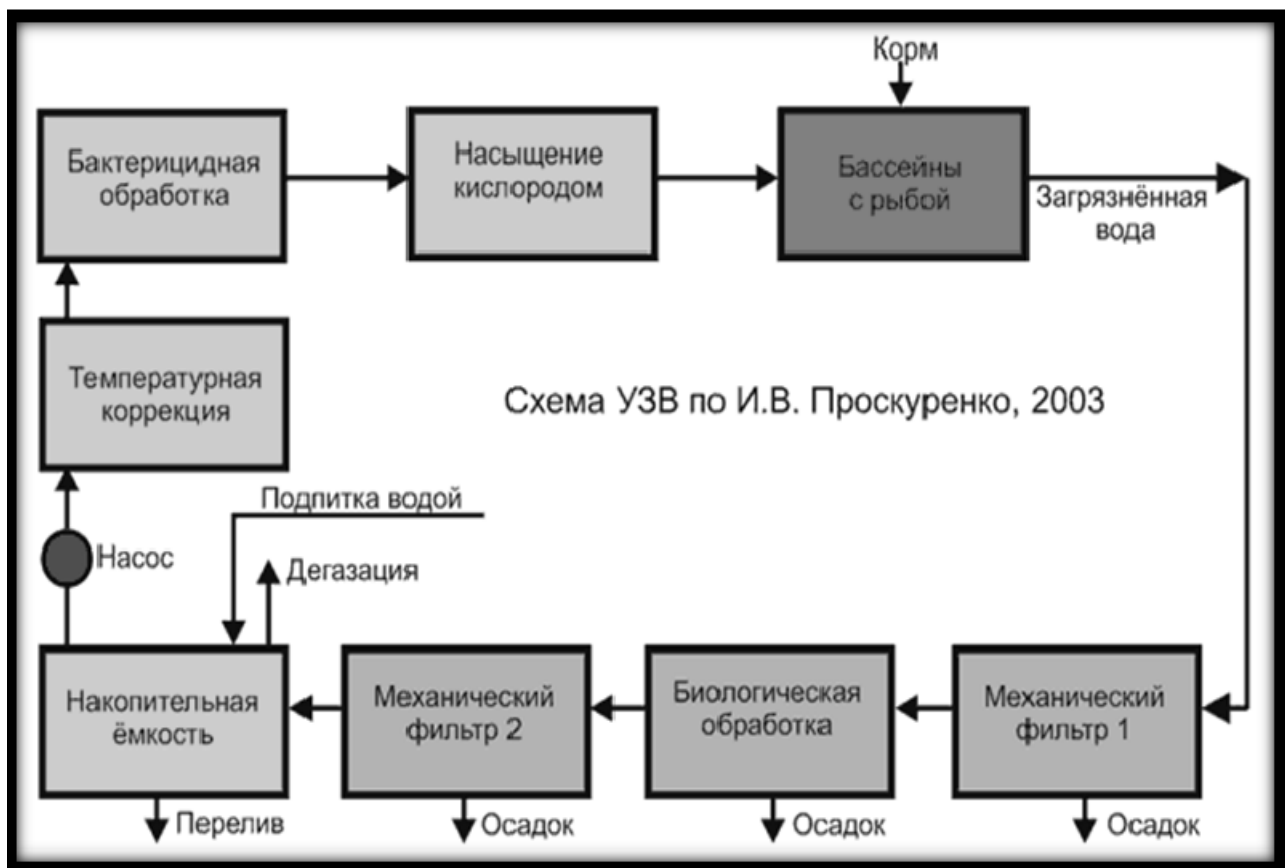 Корм
Бактерицидная
обработка
Насыщение
кислородом
Бассейны
с рыбой
Загрязнённая
вода
Температурная
коррекция
Схема УЗВ по И.В. Проскуренко, 2003
Подпитка водой
Насос
Дегазация
Накопительная
ёмкость
Механический
фильтр 2
Биологическая
обработка
Механический
фильтр 1
Перелив
Осадок
Осадок
Осадок